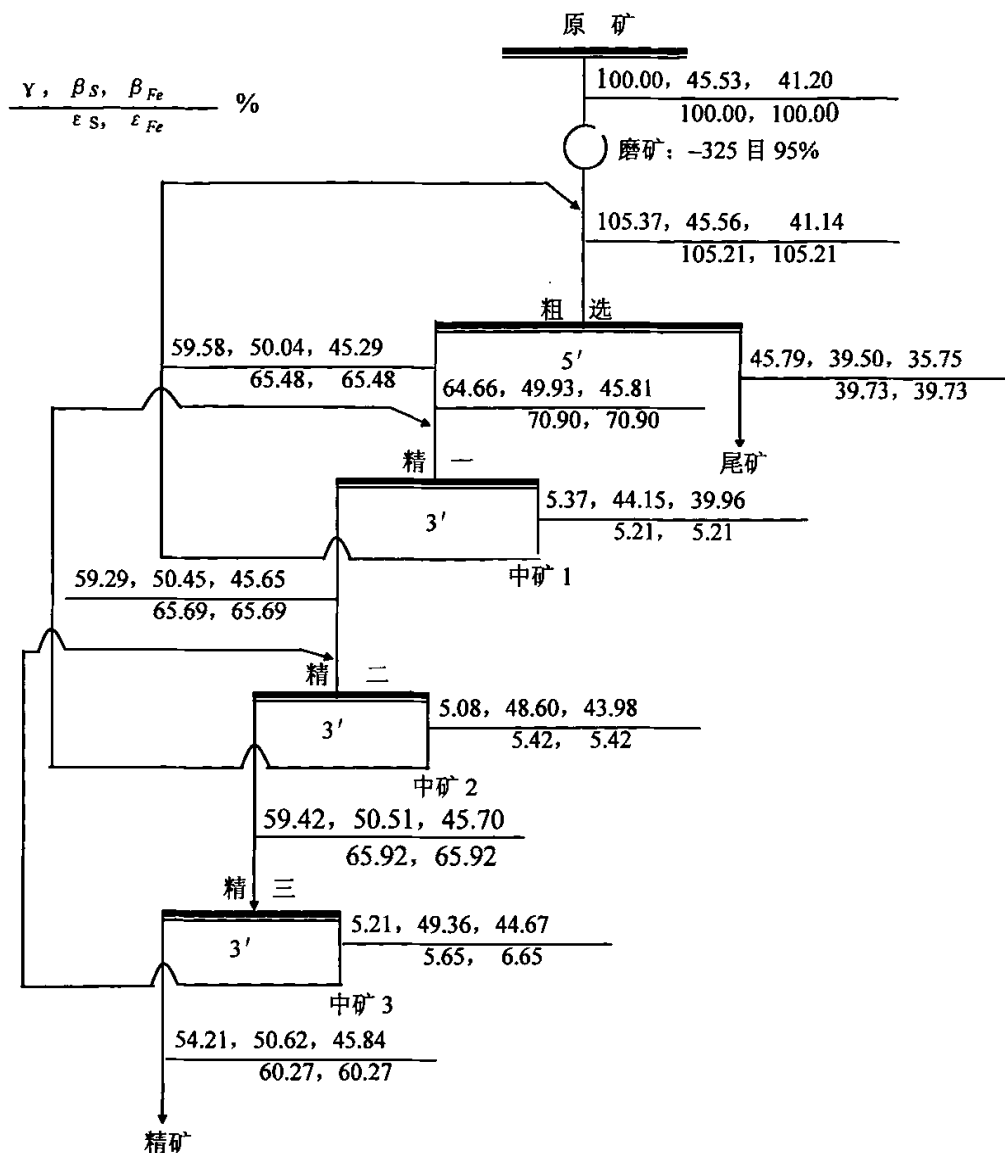 原 矿
γ, βS, βFe
εS, εFe
%
100.00, 45.53, 41.20
100.00, 100.00
磨矿: -325 目 95%
105.37, 45.56, 41.14
105.21, 105.21
粗 选
5′
59.58, 50.04, 45.29
65.48, 65.48
64.66, 49.93, 45.81
70.90, 70.90
45.79, 39.50, 35.75
39.73, 39.73
尾矿
精 一
3′
5.37, 44.15, 39.96
5.21, 5.21
中矿 1
59.29, 50.45, 45.65
65.69, 65.69
精 二
3′
5.08, 48.60, 43.98
5.42, 5.42
中矿 2
59.42, 50.51, 45.70
65.92, 65.92
精 三
3′
5.21, 49.36, 44.67
5.65, 6.65
中矿 3
54.21, 50.62, 45.84
60.27, 60.27
精矿